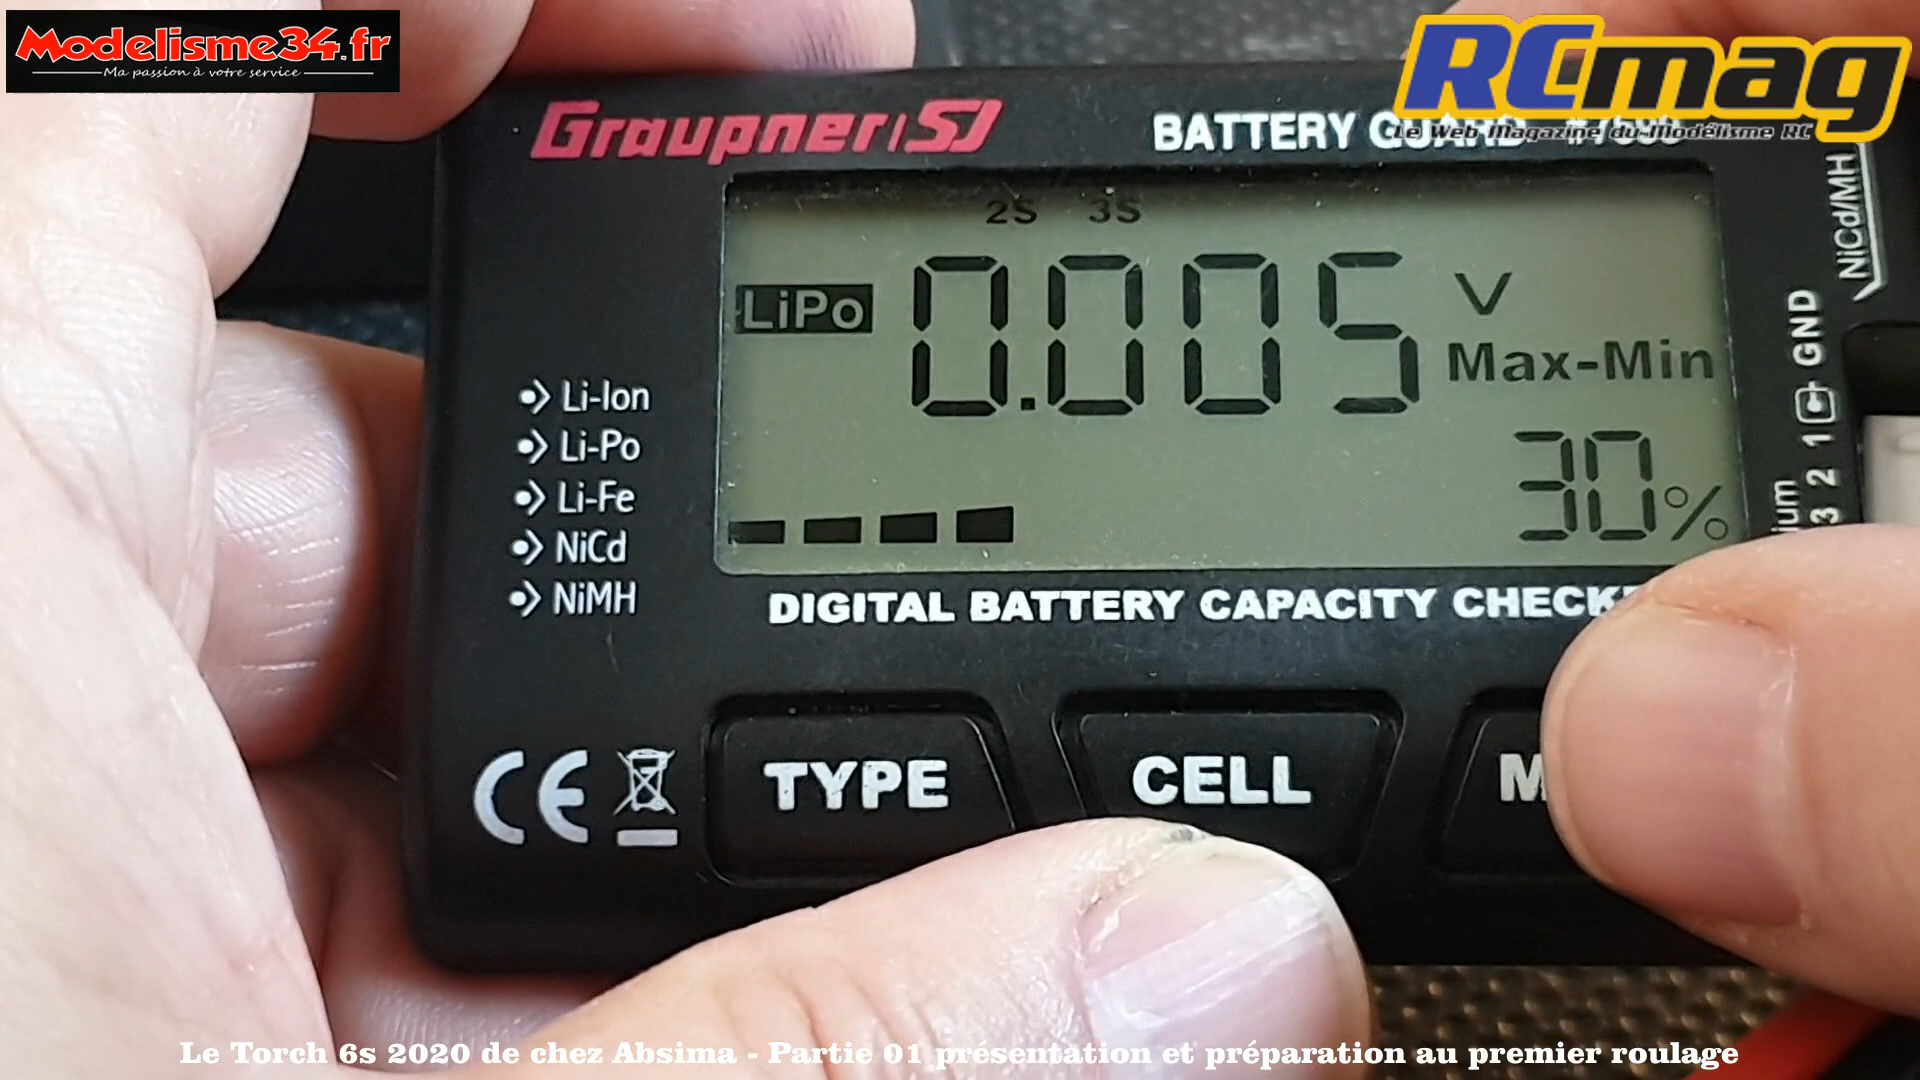 Modelisme34.fr
Ma passion à votre service
RCmag
Le Web Magazine du Modélisme RC
Graupner SJ
BATTERY GUARD
NiCd/MH
2S 3S
LiPo 0.005 V
Max-Min
30%
Li-Ion
Li-Po
Li-Fe
NiCd
NiMH
3 2 1 GND
DIGITAL BATTERY CAPACITY
CE
TYPE
CELL
Le Torch 6s 2020 de chez Absima - Partie 01 présentation et préparation au premier roulage